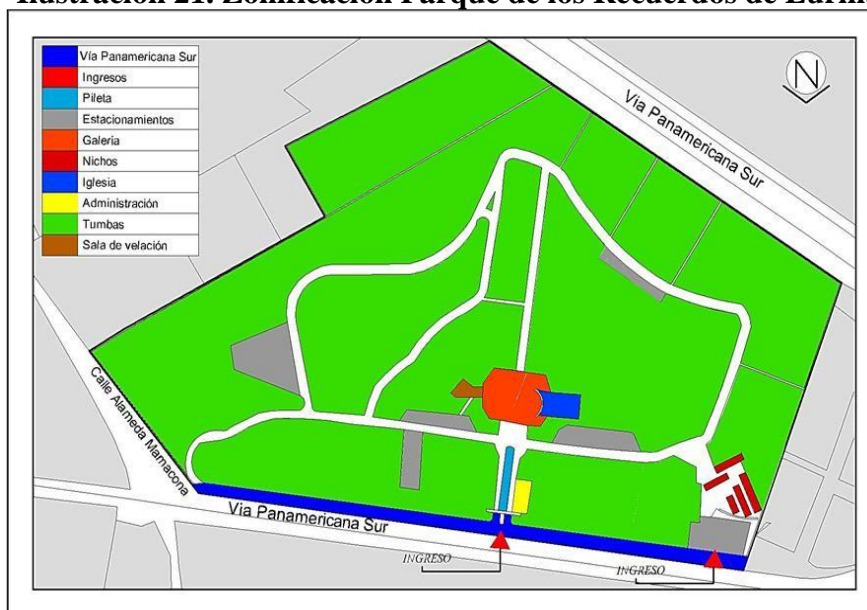 Ilustración 21. Zonificación Parque de los Recuerdos de Lurín
Vía Panamericana Sur
Ingresos
Pileta
Estacionamientos
Galeria
Nichos
Iglesia
Administración
Tumbas
Sala de velación
N
Via Panamericana Sur
Calle Alameda Mamacona
Via Panamericana Sur
INGRESO
INGRESO